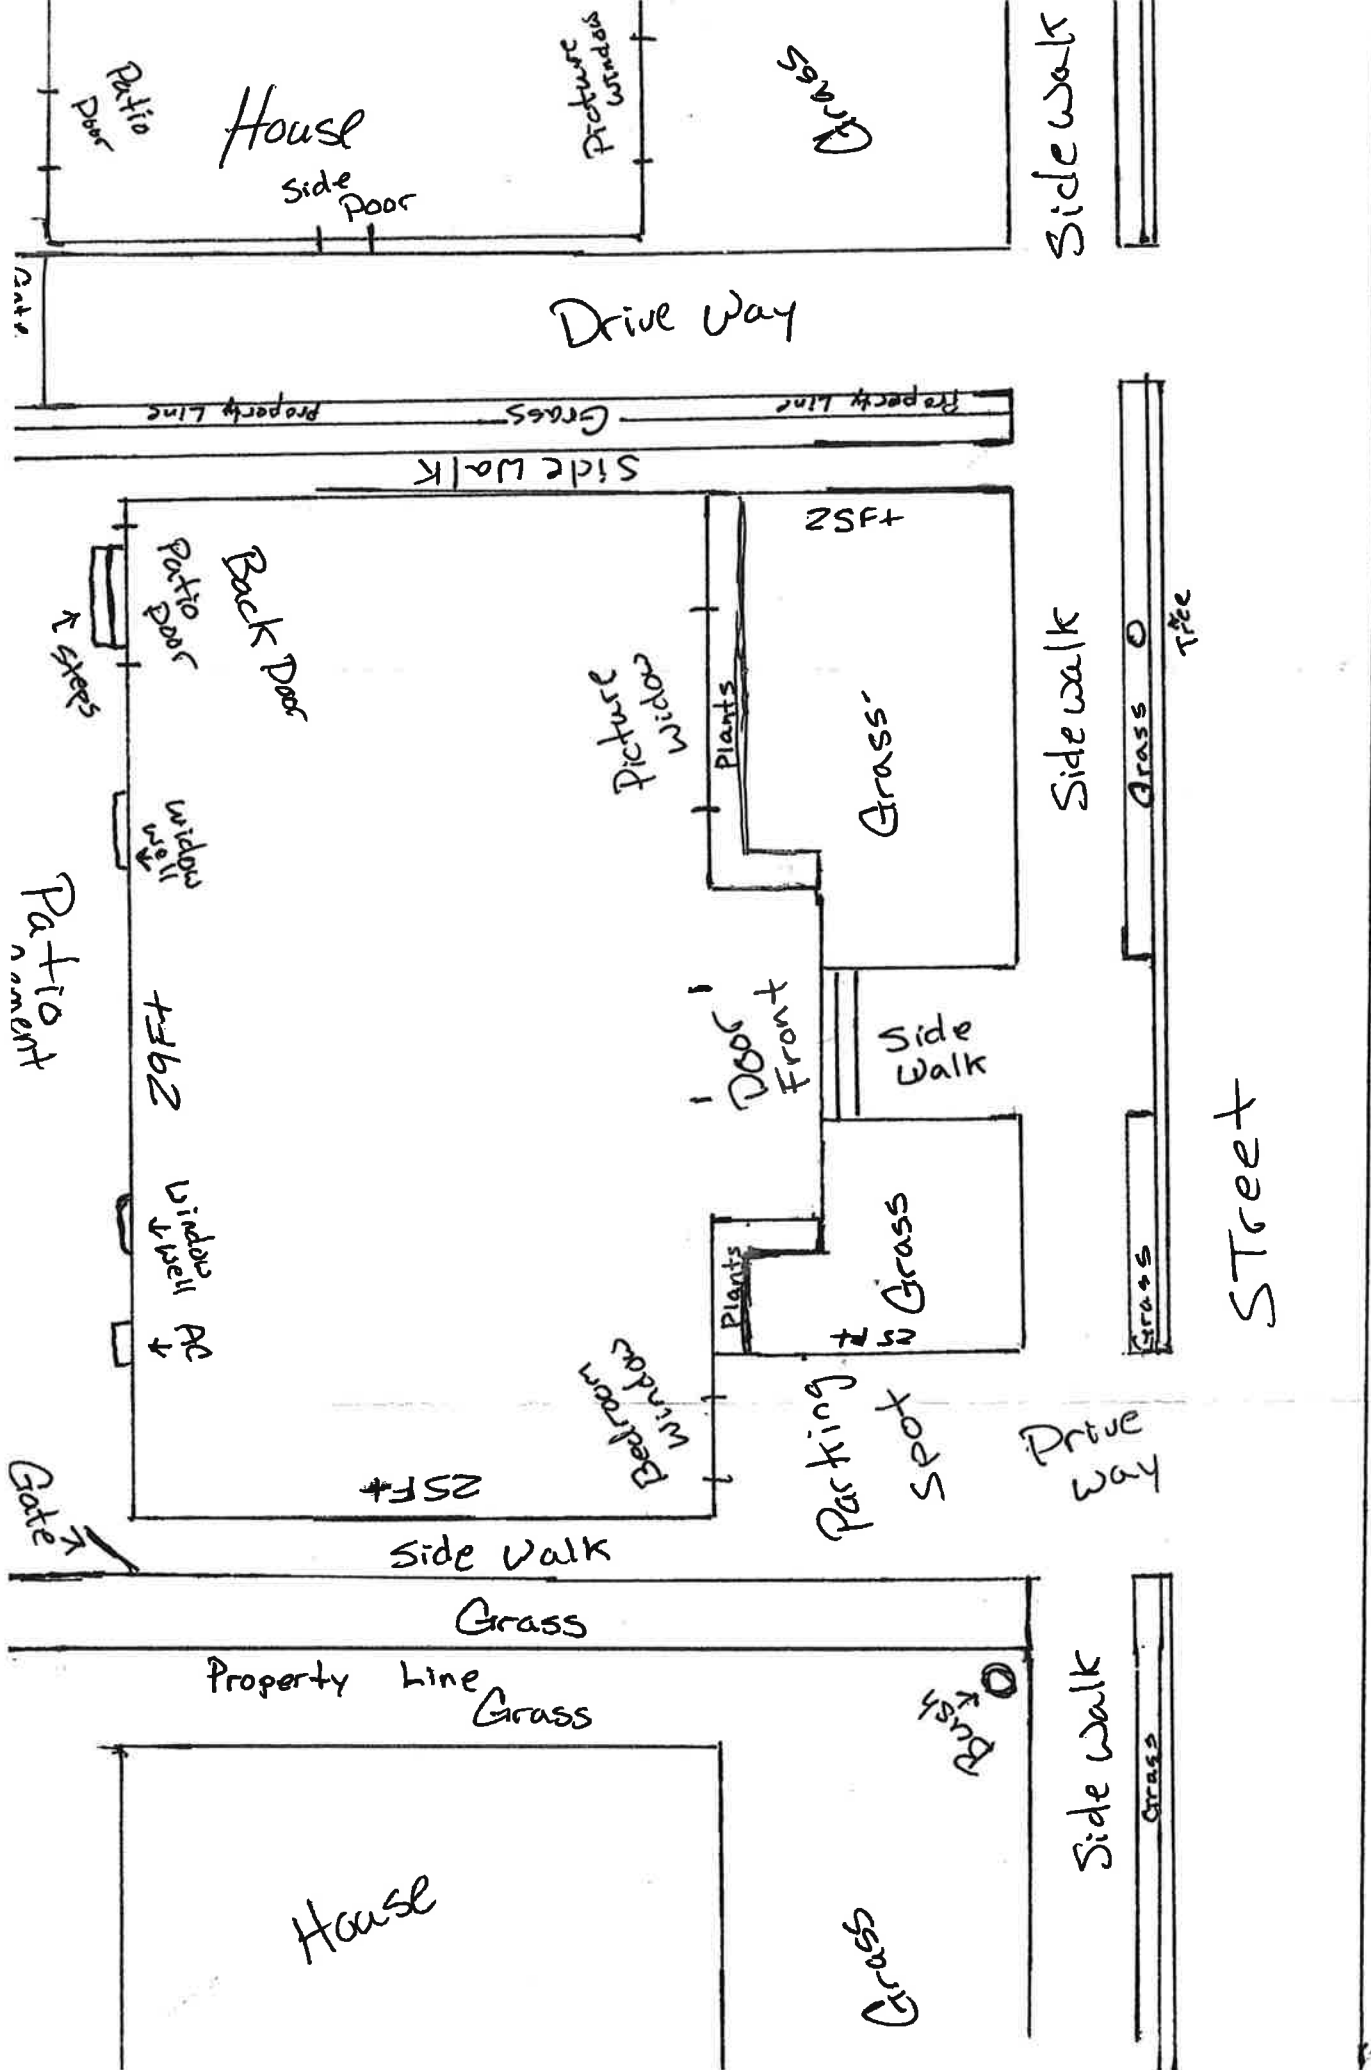 Patio
Door
House
Side
Door
Picture
Window
Grass
Side walk
Drive Way
Property Line
Grass
Property Line
Side Walk
25Ft
Patio
Door
Back Door
Steps
Picture
Widow
Plants
Grass
Side walk
Tree
Grass
Widow
Well
Patio
29Ft
Door
Front
Side
Walk
Street
Window
Well
AC
Plants
Grass
25 Ft
Grass
Grass
Bedroom
Window
Parking
Spot
Drive
way
25Ft
Gate
Side Walk
Grass
Property Line
Grass
Bush
Side Walk
Grass
House
Grass